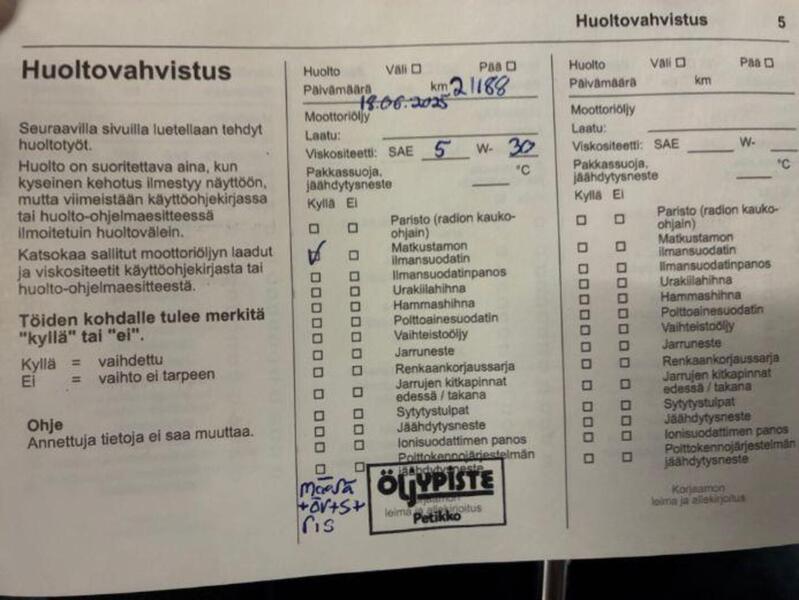 Huoltovahvistus 5
Huoltovahvistus
Seuraavilla sivuilla luetellaan tehdyt
huoltotyöt.
Huolto on suoritettava aina, kun
kyseinen kehotus ilmestyy näyttöön,
mutta viimeistään käyttöohjekirjassa
tai huolto-ohjelmaesitteessä
ilmoitetuin huoltovälein.
Katsokaa sallitut moottoriöljyn laadut
ja viskositeetit käyttöohjekirjasta tai
huolto-ohjelmaesitteestä.
Töiden kohdalle tulee merkitä
"kyllä" tai "ei".
Kyllä = vaihdettu
Ei = vaihto ei tarpeen
Ohje
Annettuja tietoja ei saa muuttaa.
Huolto Väli Pää
Päivämäärä km 21188
18.06.2025
Moottoriöljy
Laatu:
Viskositeetti: SAE 5 W- 30
Pakkassuoja,
jäähdytysneste °C
Kyllä Ei
Paristo (radion kauko-
ohjain)
Matkustamon
ilmansuodatin
Ilmansuodatinpanos
Urakiilahihna
Hammashihna
Polttoainesuodatin
Vaihteistoöljy
Jarruneste
Renkaankorjaussarja
Jarrujen kitkapinnat
edessä / takana
Sytytystulpat
Jäähdytysneste
Ionisuodattimen panos
Polttokennojärjestelmän
jäähdytysneste
+ÖV+S+
ÖLJYPISTE
Petikko
leima ja allekirjoitus
Huolto Väli Pää
Päivämäärä km
Moottoriöljy
Laatu:
Viskositeetti: SAE W-
Pakkassuoja,
jäähdytysneste °C
Kyllä Ei
Paristo (radion kauko-
ohjain)
Matkustamon
ilmansuodatin
Ilmansuodatinpanos
Urakiilahihna
Hammashihna
Polttoainesuodatin
Vaihteistoöljy
Jarruneste
Renkaankorjaussarja
Jarrujen kitkapinnat
edessä / takana
Sytytystulpat
Jäähdytysneste
Ionisuodattimen panos
Polttokennojärjestelmän
jäähdytysneste
Korjaamon
leima ja allekirjoitus